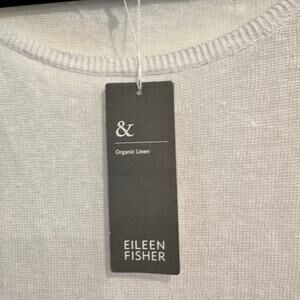 &
Organic Linen
EILEEN
FISHER